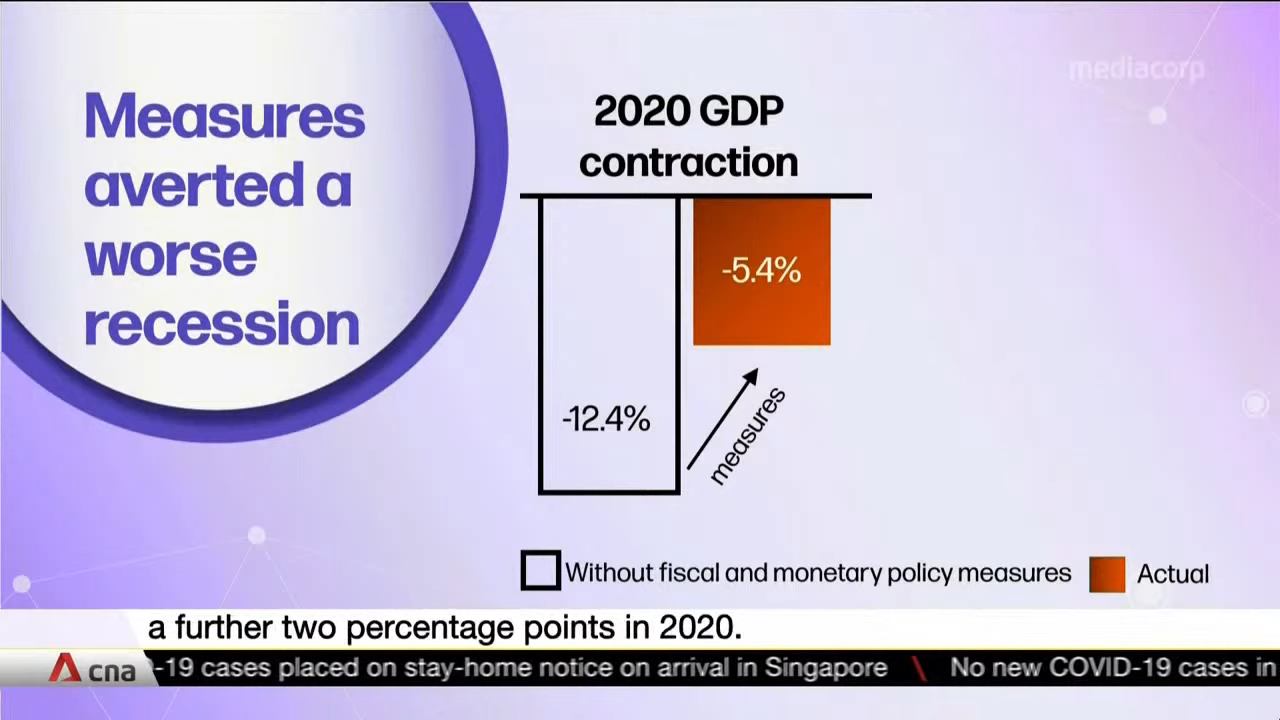 mediacorp
Measures
averted a
worse
recession
2020 GDP
contraction
-5.4%
-12.4%
measures
Without fiscal and monetary policy measures
Actual
a further two percentage points in 2020.
cna
-19 cases placed on stay-home notice on arrival in Singapore \ No new COVID-19 cases in